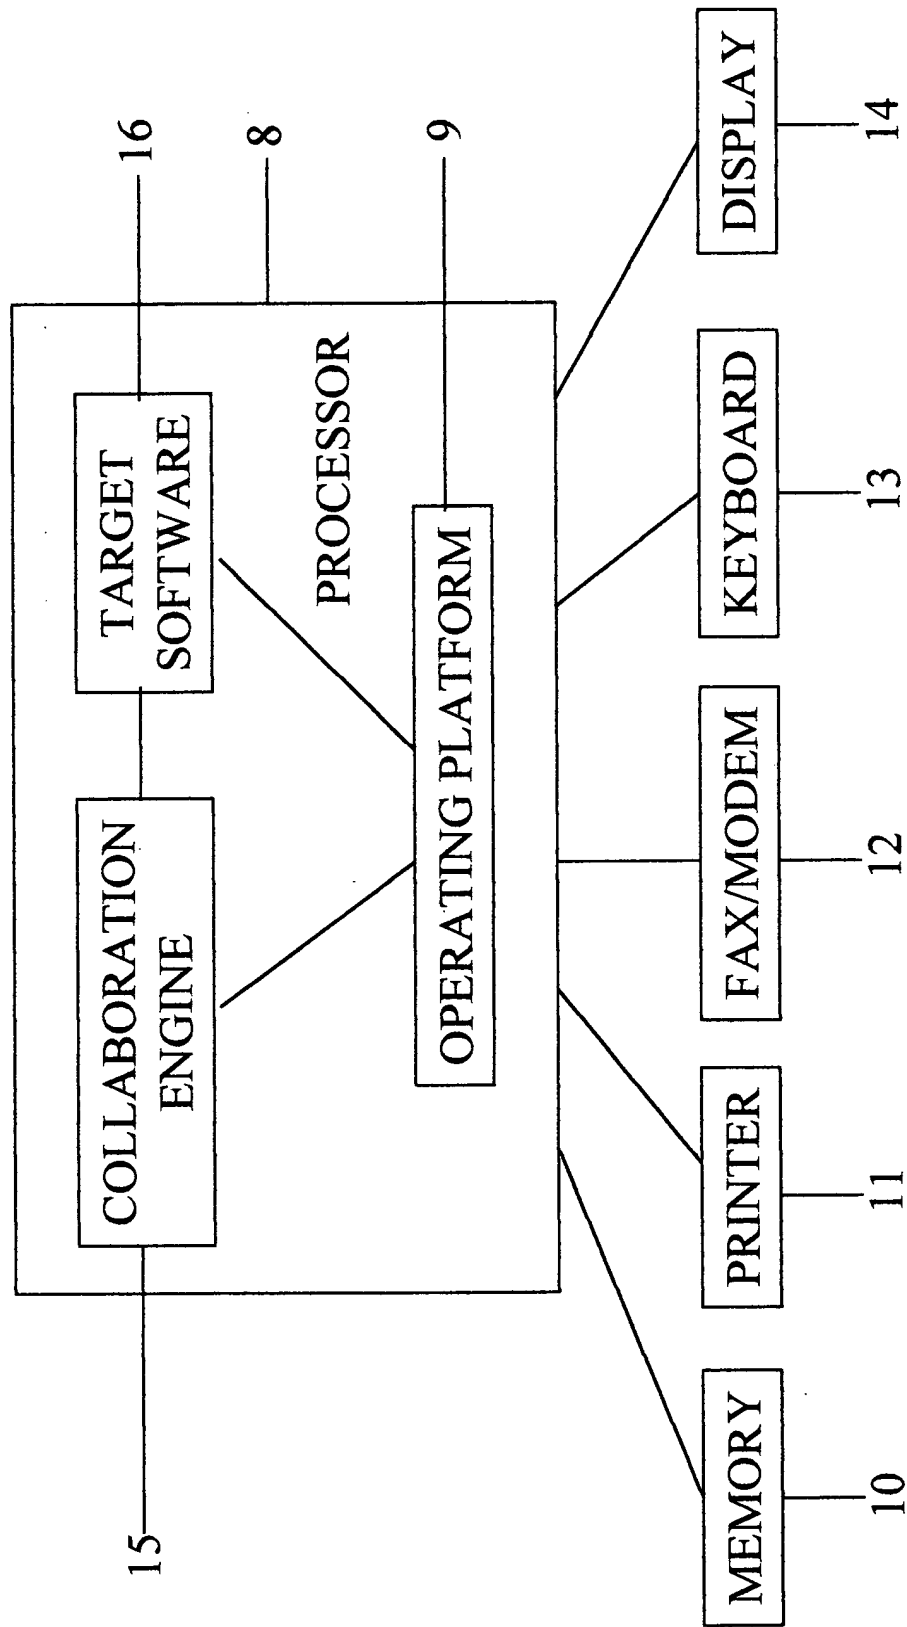 15
COLLABORATION
ENGINE
TARGET
SOFTWARE
16
PROCESSOR
8
OPERATING PLATFORM
9
MEMORY
PRINTER
FAX/MODEM
KEYBOARD
DISPLAY
10
11
12
13
14